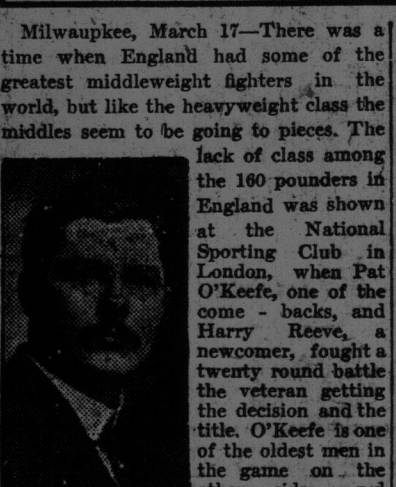 Milwaupkee, March 17—There was a
time when England had some of the
greatest middleweight fighters in the
world, but like the heavyweight class the
middles seem to be going to pieces. The
lack of class among
the 160 pounders in
England was shown
at the National
Sporting Club in
London, when Pat
O'Keefe, one of the
come - backs, and
Harry Reeve, a
newcomer, fought a
twenty round battle
the veteran getting
the decision and the
title. O'Keefe is one
of the oldest men in
the game on the